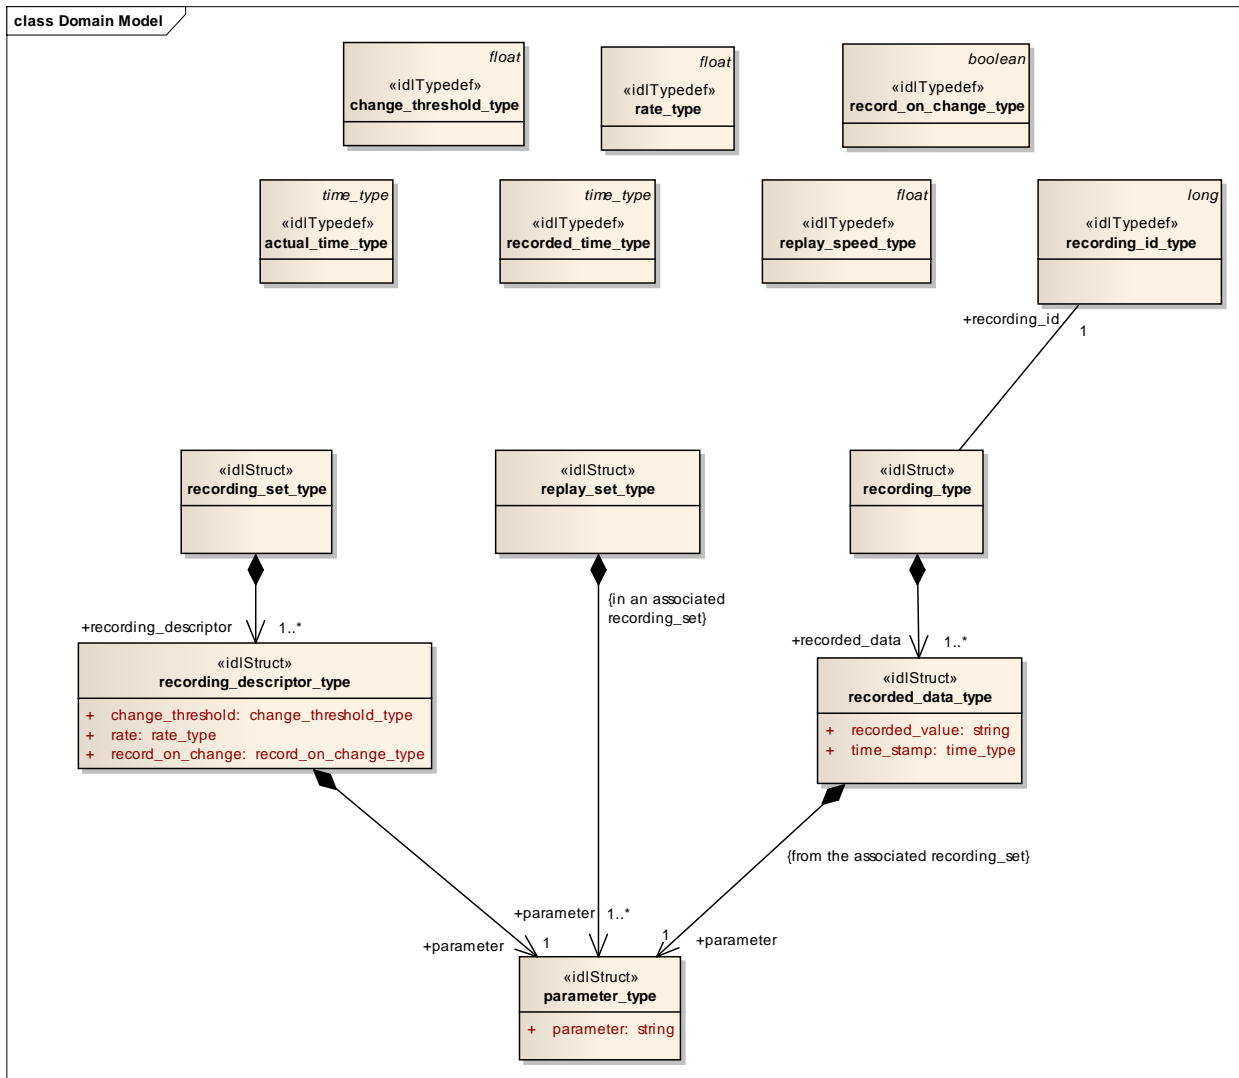 class Domain Model
float
«idlTypedef»
change_threshold_type
float
«idlTypedef»
rate_type
boolean
«idlTypedef»
record_on_change_type
time_type
«idlTypedef»
actual_time_type
time_type
«idlTypedef»
recorded_time_type
float
«idlTypedef»
replay_speed_type
long
«idlTypedef»
recording_id_type
+recording_id
1
«idlStruct»
recording_set_type
«idlStruct»
replay_set_type
«idlStruct»
recording_type
{in an associated
recording_set}
+recording_descriptor
1..*
+recorded_data
1..*
«idlStruct»
recording_descriptor_type
+ change_threshold: change_threshold_type
+ rate: rate_type
+ record_on_change: record_on_change_type
«idlStruct»
recorded_data_type
+ recorded_value: string
+ time_stamp: time_type
{from the associated recording_set}
+parameter
1..*
+parameter
1
1
+parameter
«idlStruct»
parameter_type
+ parameter: string